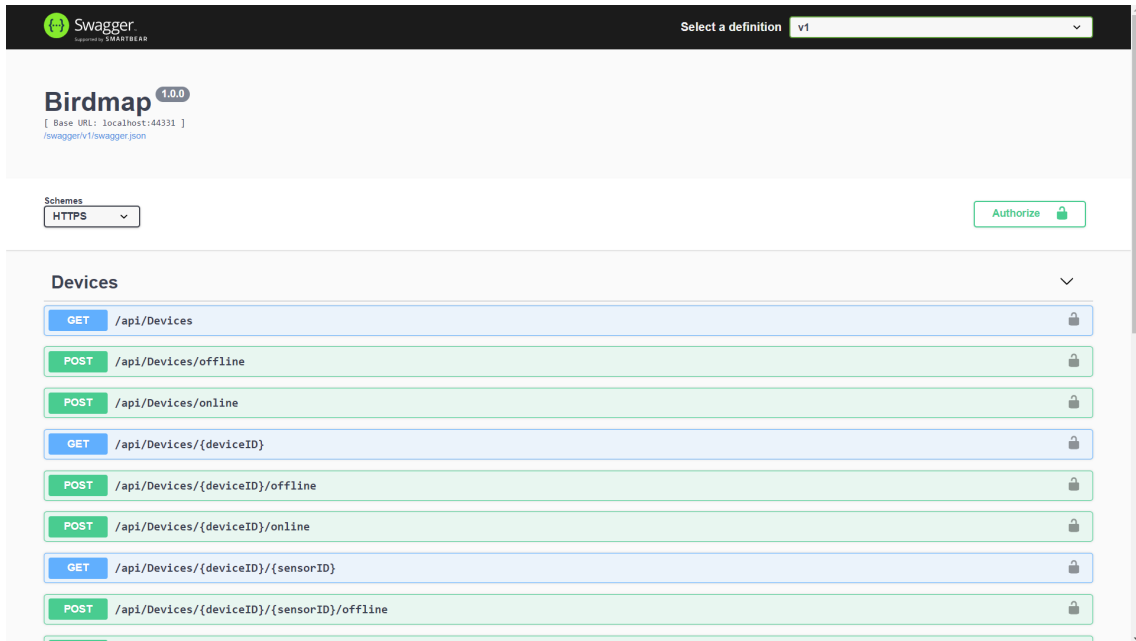 Swagger
Supported by SMARTBEAR
Select a definition
v1
Birdmap 1.0.0
[ Base URL: localhost:44331 ]
/swagger/v1/swagger.json
Schemes
HTTPS
Authorize
Devices
GET /api/Devices
POST /api/Devices/offline
POST /api/Devices/online
GET /api/Devices/{deviceID}
POST /api/Devices/{deviceID}/offline
POST /api/Devices/{deviceID}/online
GET /api/Devices/{deviceID}/{sensorID}
POST /api/Devices/{deviceID}/{sensorID}/offline